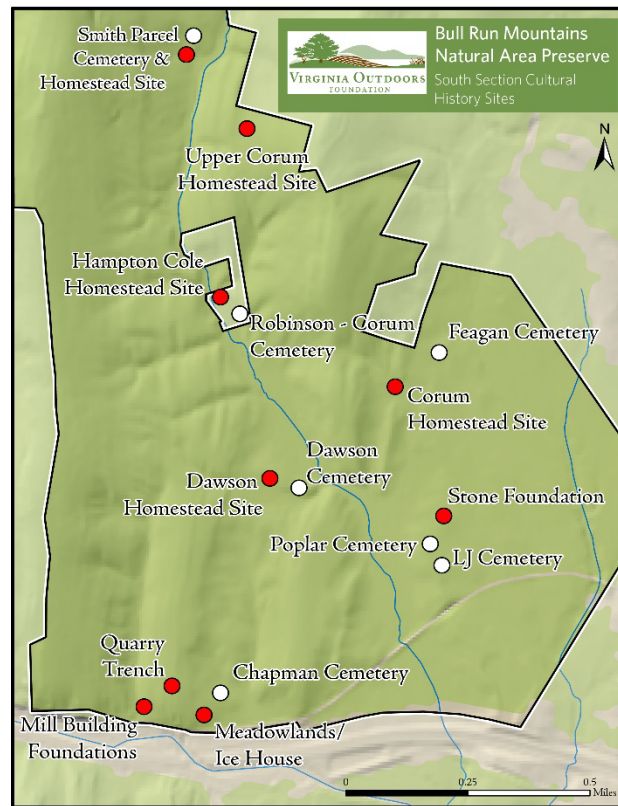 Smith Parcel
Cemetery &
Homestead Site
VIRGINIA OUTDOORS
FOUNDATION
Bull Run Mountains
Natural Area Preserve
South Section Cultural
History Sites
N
Upper Corum
Homestead Site
Hampton Cole
Homestead Site
Robinson - Corum
Cemetery
Feagan Cemetery
Corum
Homestead Site
Dawson
Cemetery
Dawson
Homestead Site
Stone Foundation
Poplar Cemetery
LJ Cemetery
Quarry
Trench
Chapman Cemetery
Mill Building
Foundations
Meadowlands/
Ice House
0 0.25 0.5
Miles